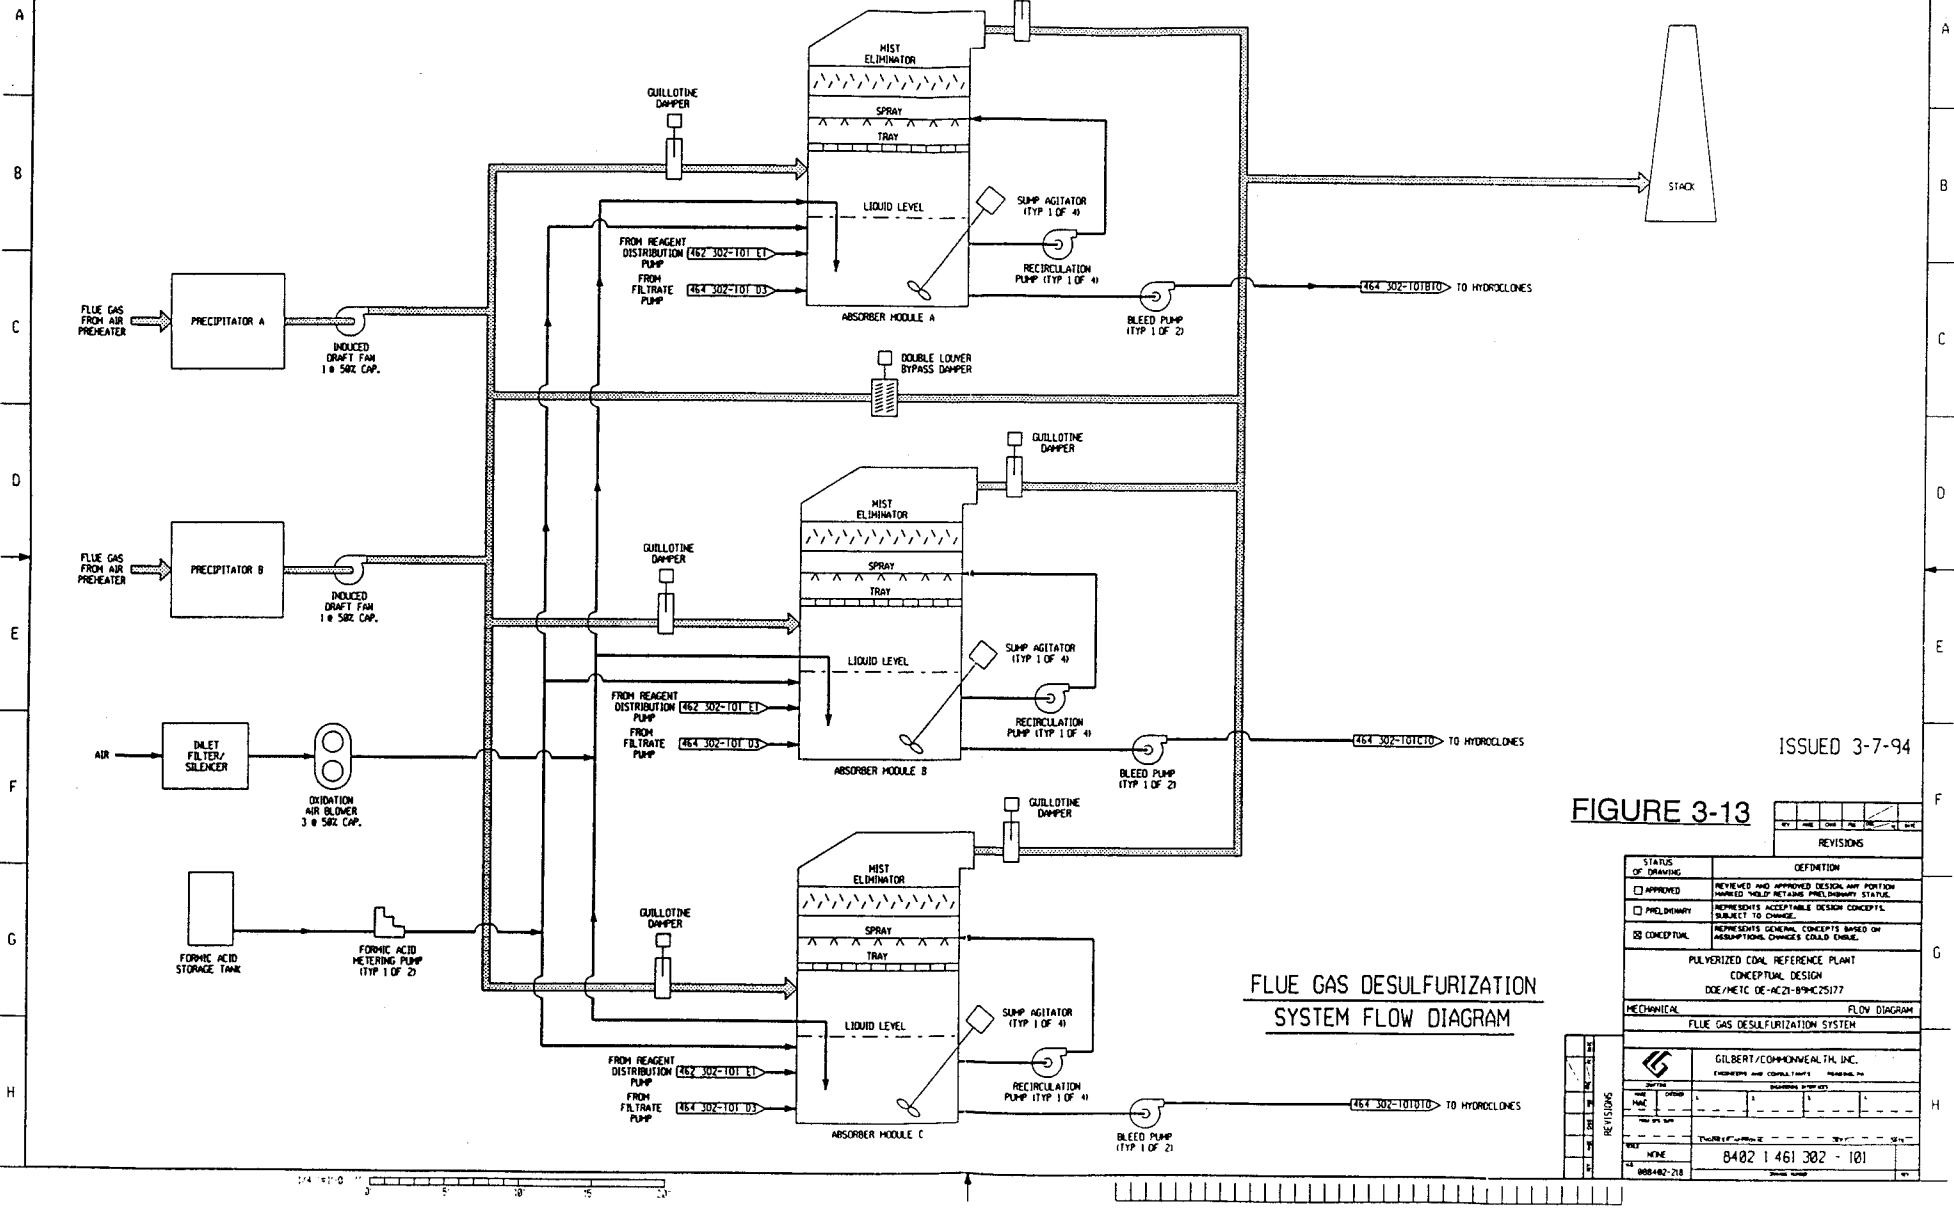 A
A
MIST
ELIMINATOR
GUILLOTINE
DAMPER
SPRAY
TRAY
B
B
STACK
LIQUID LEVEL
SUMP AGITATOR
(TYP 1 OF 4)
FROM REAGENT
DISTRIBUTION
PUMP
462 302-101 E1
RECIRCULATION
PUMP (TYP 1 OF 4)
FROM
FILTRATE
PUMP
464 302-101 D3
464 302-101B10
TO HYDROCLONES
ABSORBER MODULE A
BLEED PUMP
(TYP 1 OF 2)
FLUE GAS
FROM AIR
PREHEATER
PRECIPITATOR A
C
C
INDUCED
DRAFT FAN
1 @ 50% CAP.
DOUBLE LOUVER
BYPASS DAMPER
GUILLOTINE
DAMPER
D
D
MIST
ELIMINATOR
GUILLOTINE
DAMPER
SPRAY
TRAY
FLUE GAS
FROM AIR
PREHEATER
PRECIPITATOR B
INDUCED
DRAFT FAN
1 @ 50% CAP.
E
E
LIQUID LEVEL
SUMP AGITATOR
(TYP 1 OF 4)
FROM REAGENT
DISTRIBUTION
PUMP
462 302-101 E1
RECIRCULATION
PUMP (TYP 1 OF 4)
FROM
FILTRATE
PUMP
464 302-101 D3
464 302-101C10
TO HYDROCLONES
ABSORBER MODULE B
BLEED PUMP
(TYP 1 OF 2)
AIR
INLET
FILTER/
SILENCER
OXIDATION
AIR BLOWER
3 @ 50% CAP.
F
F
ISSUED 3-7-94
FIGURE 3-13
GUILLOTINE
DAMPER
MIST
ELIMINATOR
GUILLOTINE
DAMPER
SPRAY
TRAY
FORMIC ACID
STORAGE TANK
FORMIC ACID
METERING PUMP
(TYP 1 OF 2)
G
G
LIQUID LEVEL
SUMP AGITATOR
(TYP 1 OF 4)
FROM REAGENT
DISTRIBUTION
PUMP
462 302-101 E1
RECIRCULATION
PUMP (TYP 1 OF 4)
FROM
FILTRATE
PUMP
464 302-101 D3
464 302-101D10
TO HYDROCLONES
ABSORBER MODULE C
BLEED PUMP
(TYP 1 OF 2)
H
H
FLUE GAS DESULFURIZATION
SYSTEM FLOW DIAGRAM
REVISIONS
STATUS
OF DRAWING
DEFINITION
APPROVED
REVIEWED AND APPROVED DESIGN. ANY PORTION
MARKED "HOLD" RETAINS PRELIMINARY STATUS.
PRELIMINARY
REPRESENTS ACCEPTABLE DESIGN CONCEPTS.
SUBJECT TO CHANGE.
CONCEPTUAL
REPRESENTS GENERAL CONCEPTS BASED ON
ASSUMPTIONS. CHANGES COULD ENSUE.
PULVERIZED COAL REFERENCE PLANT
CONCEPTUAL DESIGN
DOE/METC DE-AC21-89MC25177
MECHANICAL FLOW DIAGRAM
FLUE GAS DESULFURIZATION SYSTEM
GILBERT/COMMONWEALTH, INC.
ENGINEERS AND CONSULTANTS READING, PA
MAC
NONE
8402 1 461 302 - 101
088402-218
REVISIONS
0 5' 10' 15 20'